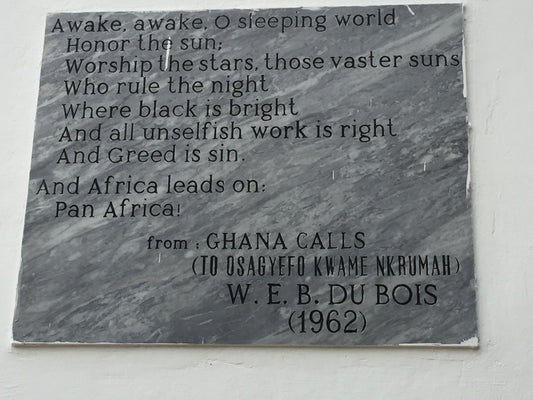 Awake, awake, O sleeping world
Honor the sun;
Worship the stars, those vaster suns
Who rule the night
Where black is bright
And all unselfish work is right
And Greed is sin.
And Africa leads on:
Pan Africa!
from: GHANA CALLS
(TO OSAGYEFO KWAME NKRUMAH)
W. E. B. DU BOIS
(1962)